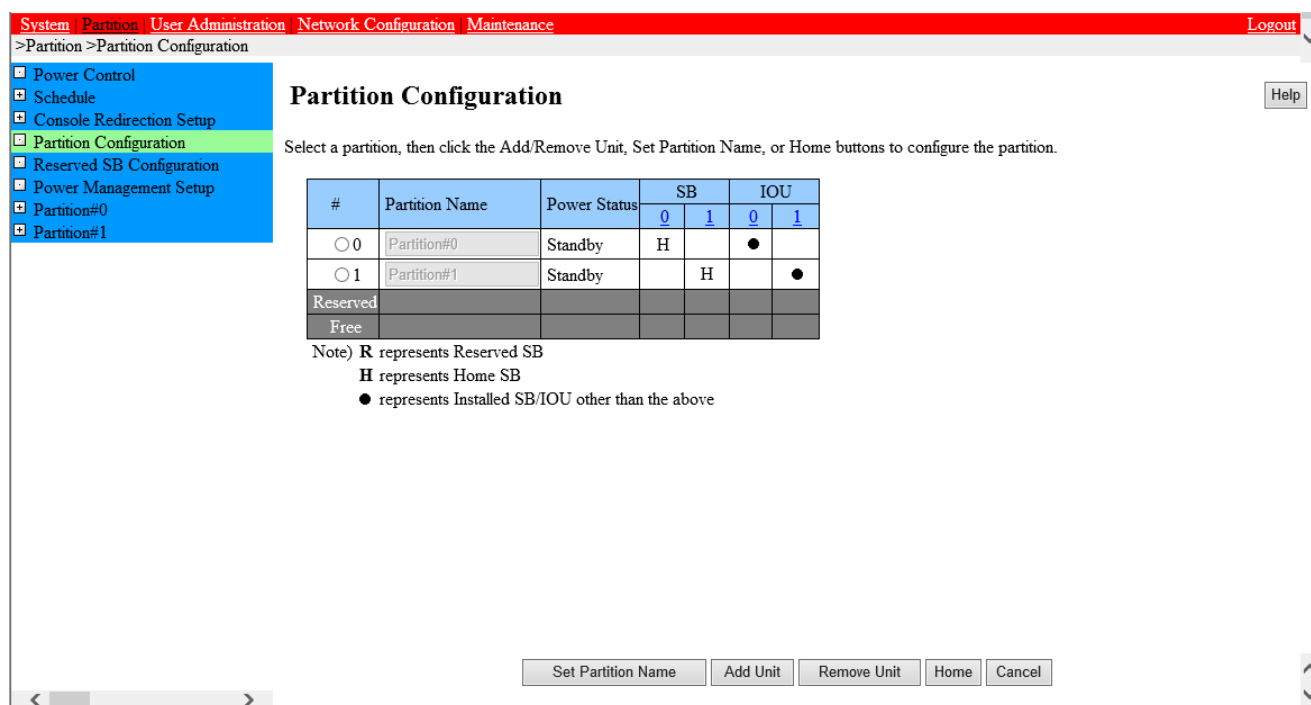 System | Partition | User Administration | Network Configuration | Maintenance Logout
>Partition >Partition Configuration
Power Control
Schedule
Console Redirection Setup
Partition Configuration
Reserved SB Configuration
Power Management Setup
Partition#0
Partition#1
Partition Configuration
Help
Select a partition, then click the Add/Remove Unit, Set Partition Name, or Home buttons to configure the partition.
# Partition Name Power Status SB IOU
0 1 0 1
0 Partition#0 Standby H ●
1 Partition#1 Standby H ●
Reserved
Free
Note) R represents Reserved SB
H represents Home SB
● represents Installed SB/IOU other than the above
Set Partition Name Add Unit Remove Unit Home Cancel